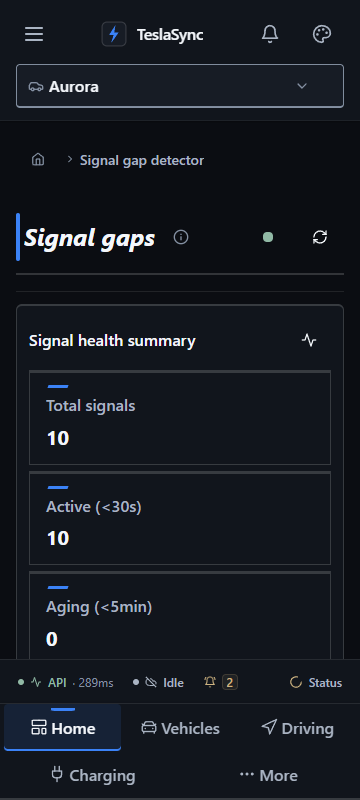 TeslaSync
Aurora
Signal gap detector
Signal gaps
Signal health summary
Total signals
10
Active (<30s)
10
Aging (<5min)
0
API · 289ms Idle 2 Status
Home Vehicles Driving
Charging More